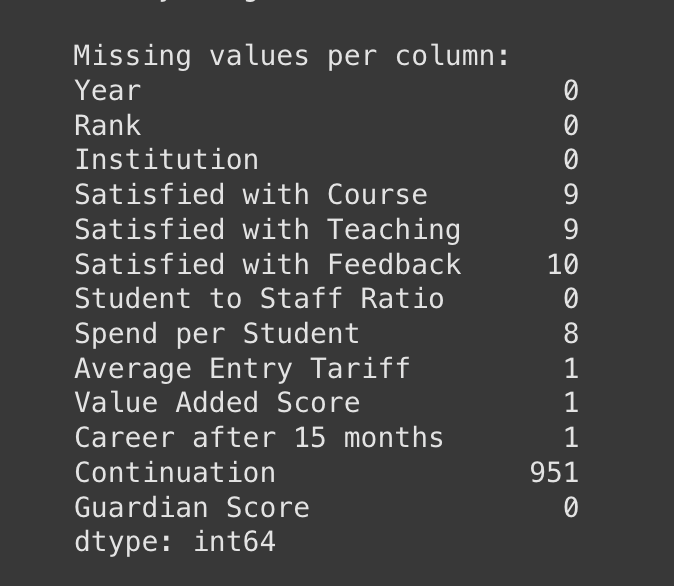 Missing values per column:
Year 0
Rank 0
Institution 0
Satisfied with Course 9
Satisfied with Teaching 9
Satisfied with Feedback 10
Student to Staff Ratio 0
Spend per Student 8
Average Entry Tariff 1
Value Added Score 1
Career after 15 months 1
Continuation 951
Guardian Score 0
dtype: int64